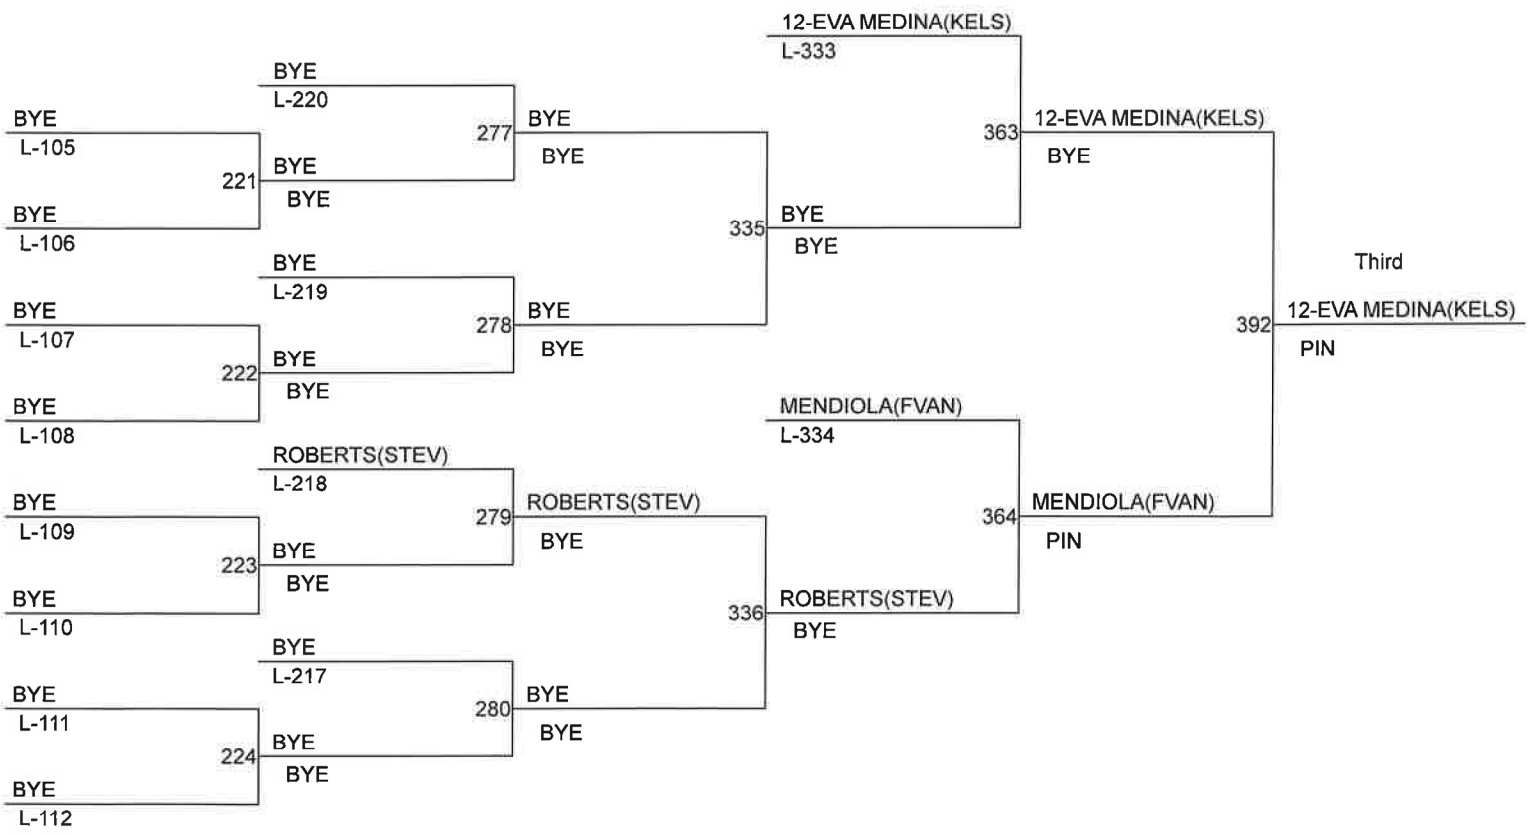 12-EVA MEDINA(KELS)
L-333
BYE
L-220
BYE
L-105
277
BYE
BYE
363
12-EVA MEDINA(KELS)
BYE
221
BYE
BYE
BYE
L-106
335
BYE
BYE
BYE
L-219
Third
BYE
L-107
278
BYE
BYE
392
12-EVA MEDINA(KELS)
PIN
222
BYE
BYE
BYE
L-108
MENDIOLA(FVAN)
L-334
ROBERTS(STEV)
L-218
BYE
L-109
279
ROBERTS(STEV)
BYE
364
MENDIOLA(FVAN)
PIN
223
BYE
BYE
BYE
L-110
336
ROBERTS(STEV)
BYE
BYE
L-217
BYE
L-111
280
BYE
BYE
224
BYE
BYE
BYE
L-112